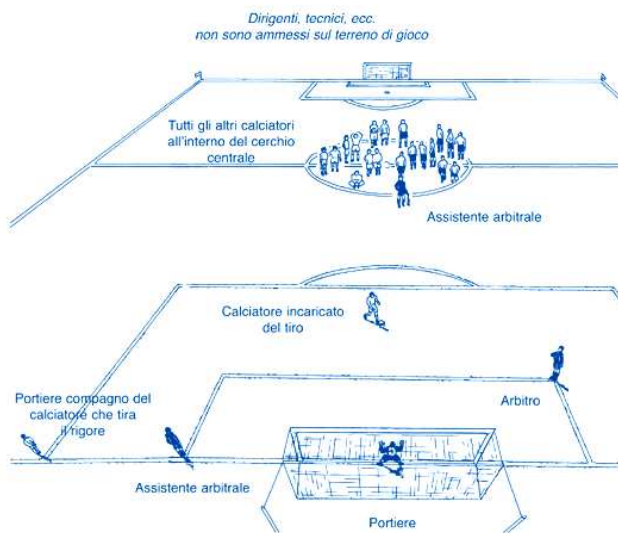 Dirigenti, tecnici, ecc.
non sono ammessi sul terreno di gioco
Tutti gli altri calciatori
all'interno del cerchio
centrale
Assistente arbitrale
Calciatore incaricato
del tiro
Portiere compagno del
calciatore che tira
il rigore
Arbitro
Assistente arbitrale
Portiere